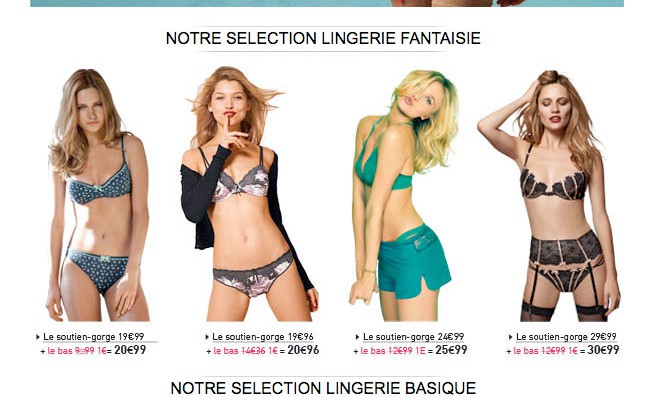 NOTRE SELECTION LINGERIE FANTAISIE
Le soutien-gorge 19€99
+ le bas 9€99 1€= 20€99
Le soutien-gorge 19€96
+ le bas 14€36 1€ = 20€96
Le soutien-gorge 24€99
+ le bas 12€99 1E = 25€99
Le soutien-gorge 29€99
+ le bas 12€99 1€ = 30€99
NOTRE SELECTION LINGERIE BASIQUE